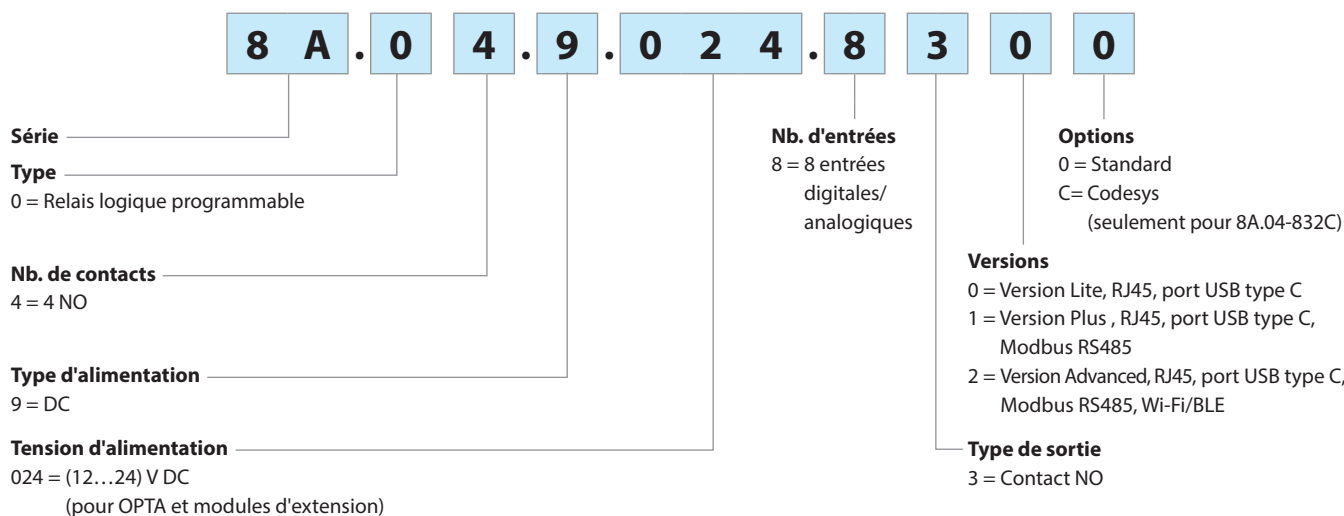 8 A . 0 4 . 9 . 0 2 4 . 8 3 0 0
Série
Type
0 = Relais logique programmable
Nb. de contacts
4 = 4 NO
Type d'alimentation
9 = DC
Tension d'alimentation
024 = (12…24) V DC
(pour OPTA et modules d'extension)
Nb. d'entrées
8 = 8 entrées
digitales/
analogiques
Options
0 = Standard
C= Codesys
(seulement pour 8A.04-832C)
Versions
0 = Version Lite, RJ45, port USB type C
1 = Version Plus , RJ45, port USB type C,
Modbus RS485
2 = Version Advanced, RJ45, port USB type C,
Modbus RS485, Wi-Fi/BLE
Type de sortie
3 = Contact NO